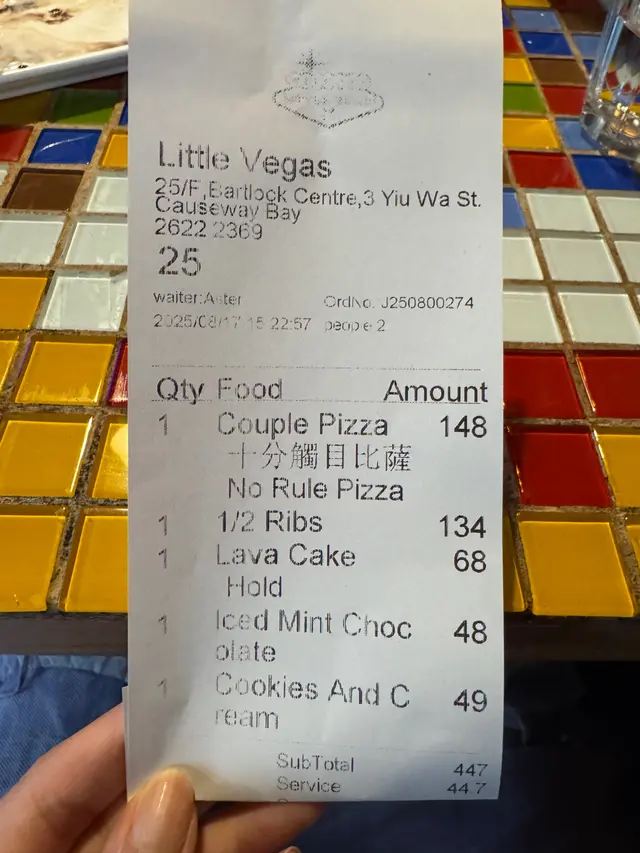 Little Vegas
25/F,Bartlock Centre,3 Yiu Wa St.
Causeway Bay
2622 2369
25
waiter:Aster OrdNo. J250800274
2025/08/17 15:22:57 people 2
Qty Food Amount
1 Couple Pizza 148
十分觸目比薩
No Rule Pizza
1 1/2 Ribs 134
1 Lava Cake 68
Hold
1 Iced Mint Choc 48
olate
1 Cookies And C 49
ream
SubTotal 447
Service 44.7